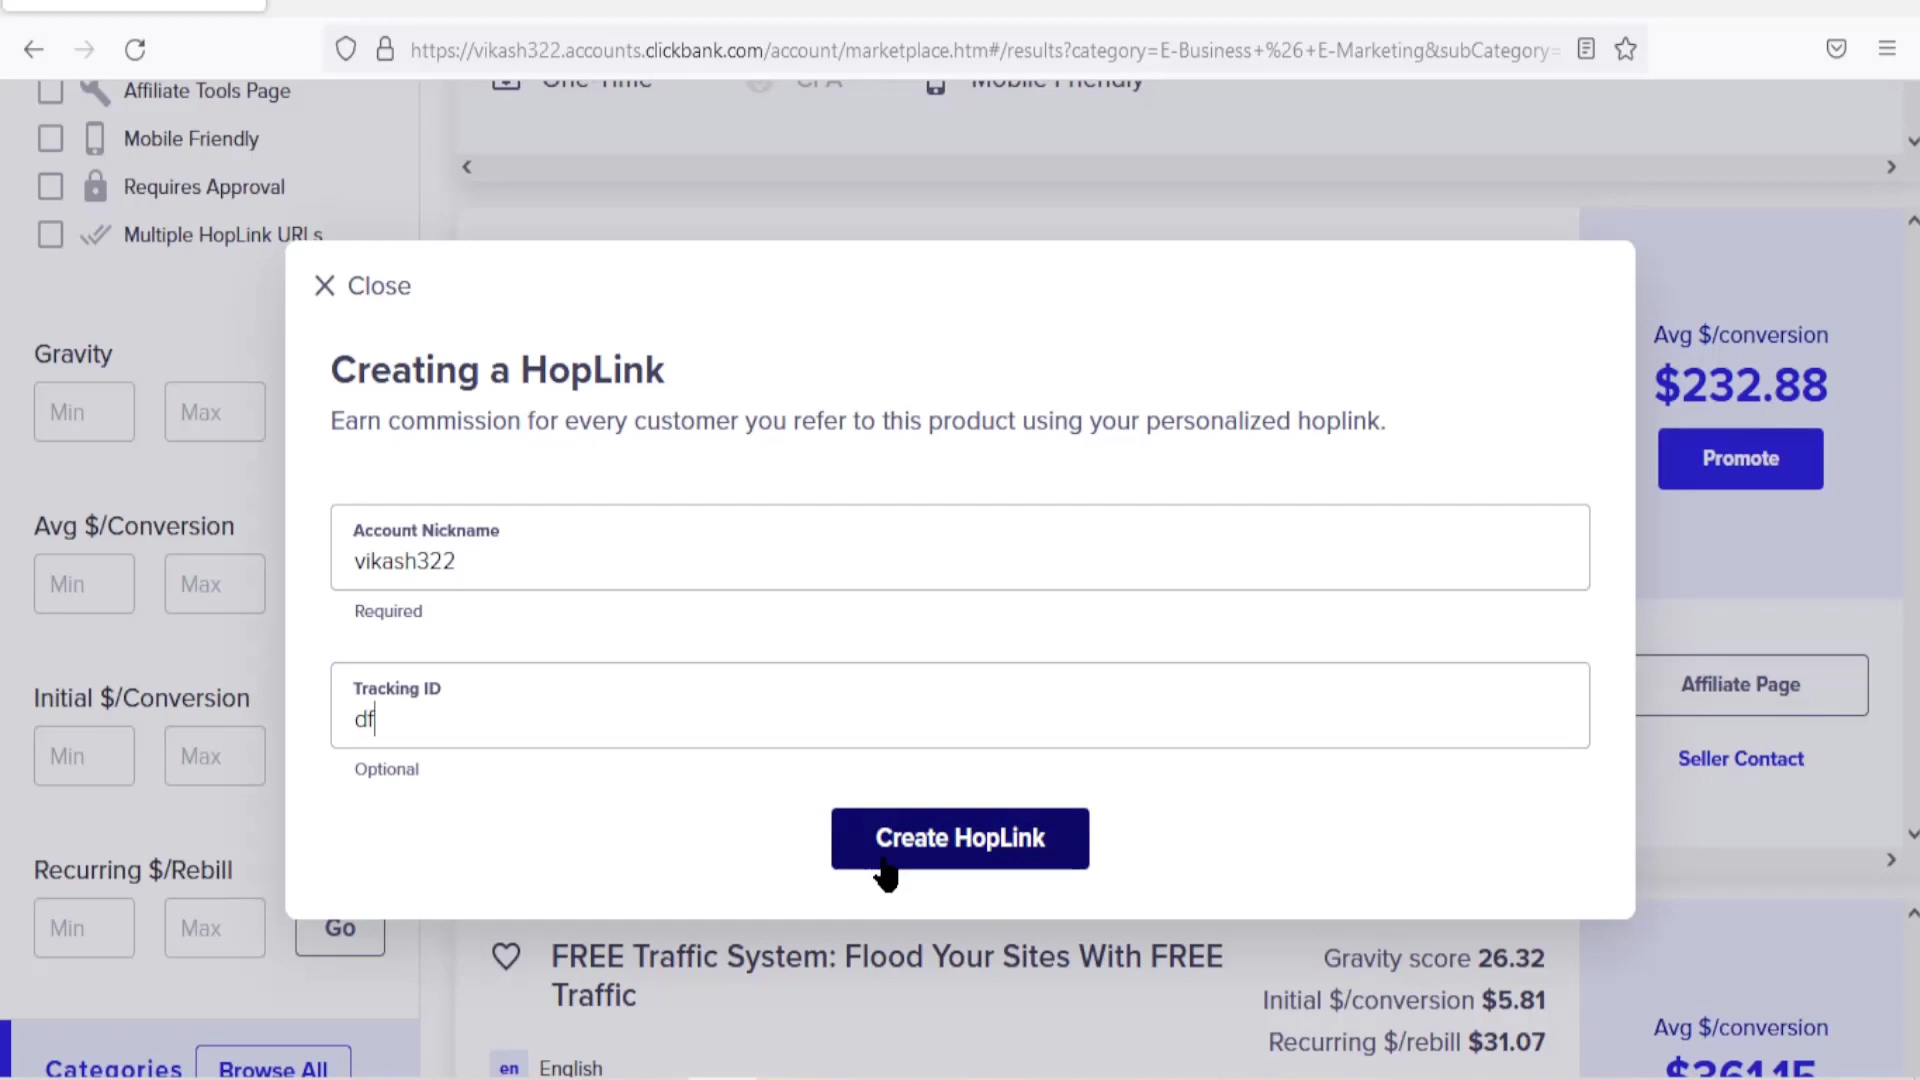 https://vikash322.accounts.clickbank.com/account/marketplace.htm#/results?category=E-Business+%26+E-Marketing&subCategory=
Affiliate Tools Page
One-Time CPA Mobile Friendly
Mobile Friendly
Requires Approval
Multiple HopLink URLs
Close
Gravity
Min Max
Avg $/Conversion
Min Max
Initial $/Conversion
Min Max
Recurring $/Rebill
Min Max Go
Categories Browse All
Creating a HopLink
Earn commission for every customer you refer to this product using your personalized hoplink.
Account Nickname
vikash322
Required
Tracking ID
df
Optional
Create HopLink
Avg $/conversion
$232.88
Promote
Affiliate Page
Seller Contact
FREE Traffic System: Flood Your Sites With FREE
Traffic
en English
Gravity score 26.32
Initial $/conversion $5.81
Recurring $/rebill $31.07
Avg $/conversion